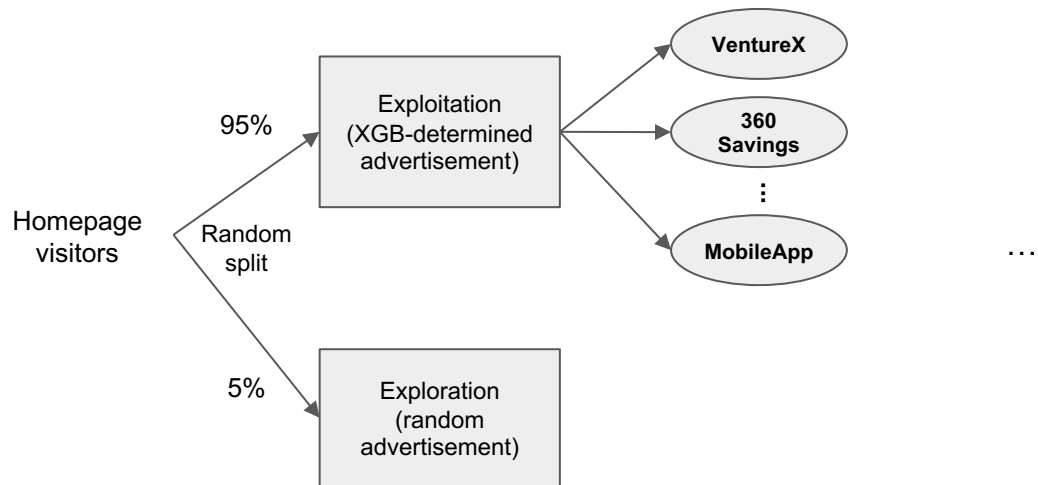 Homepage
visitors
95%
Random
split
5%
Exploitation
(XGB-determined
advertisement)
Exploration
(random
advertisement)
VentureX
360
Savings
⋮
MobileApp
...